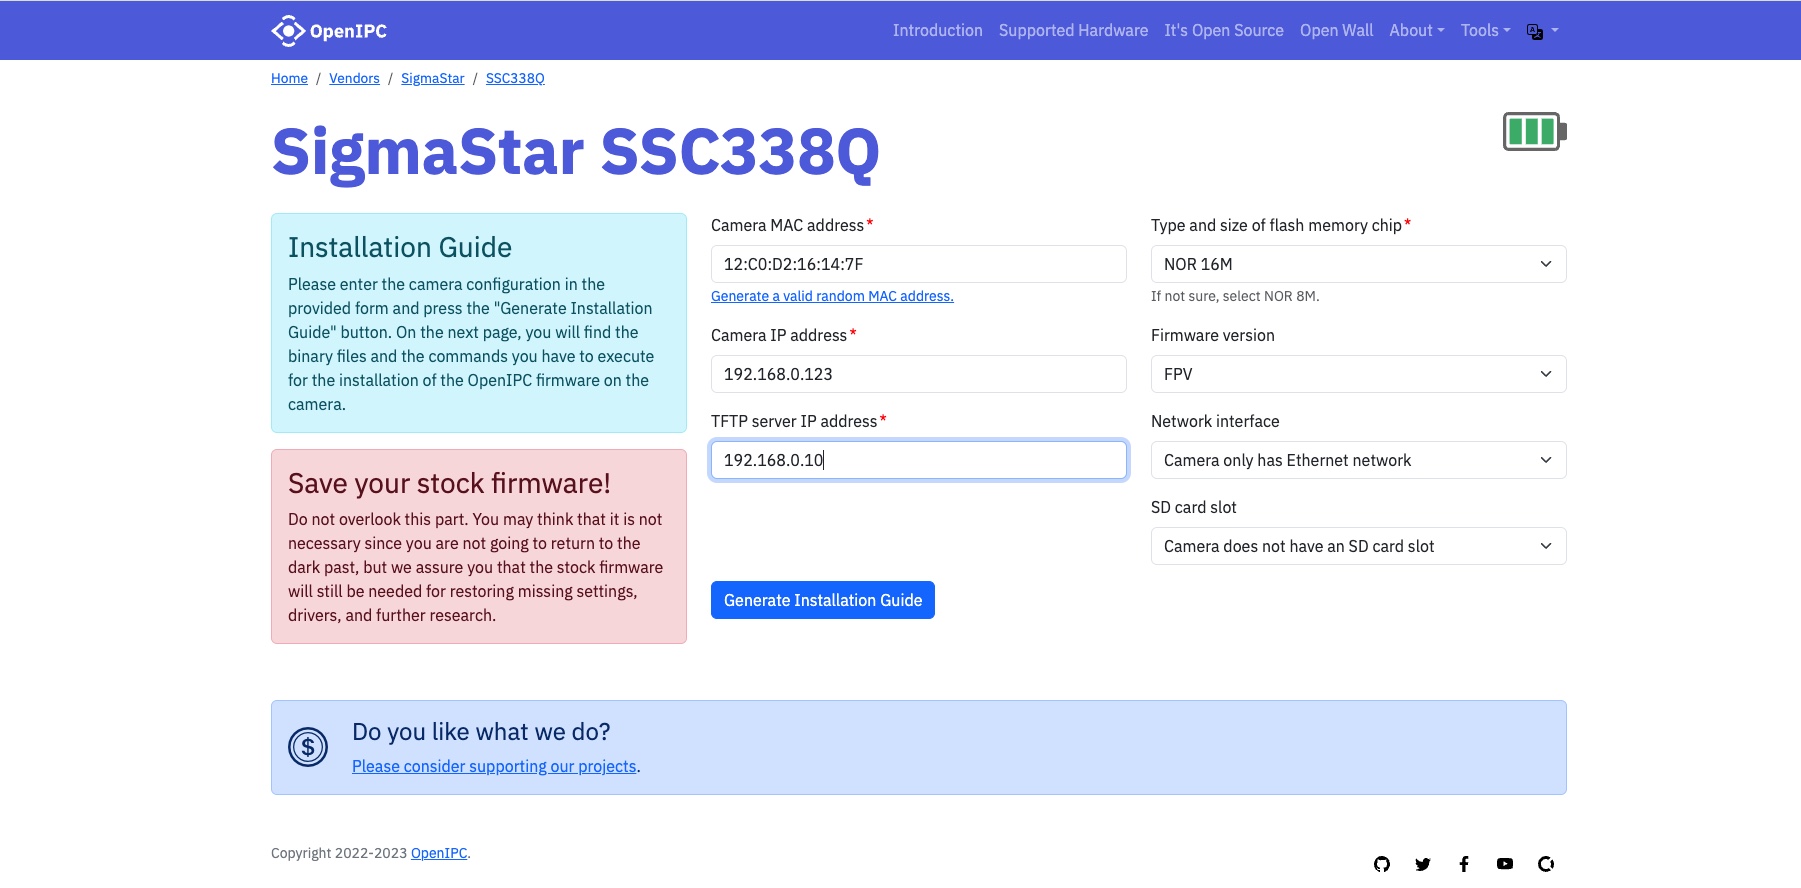 OpenIPC
Introduction Supported Hardware It's Open Source Open Wall About Tools
Home / Vendors / SigmaStar / SSC338Q
SigmaStar SSC338Q
Installation Guide
Please enter the camera configuration in the
provided form and press the "Generate Installation
Guide" button. On the next page, you will find the
binary files and the commands you have to execute
for the installation of the OpenIPC firmware on the
camera.
Save your stock firmware!
Do not overlook this part. You may think that it is not
necessary since you are not going to return to the
dark past, but we assure you that the stock firmware
will still be needed for restoring missing settings,
drivers, and further research.
Camera MAC address*
12:C0:D2:16:14:7F
Generate a valid random MAC address.
Camera IP address*
192.168.0.123
TFTP server IP address*
192.168.0.10
Type and size of flash memory chip*
NOR 16M
If not sure, select NOR 8M.
Firmware version
FPV
Network interface
Camera only has Ethernet network
SD card slot
Camera does not have an SD card slot
Generate Installation Guide
$
Do you like what we do?
Please consider supporting our projects.
Copyright 2022-2023 OpenIPC.